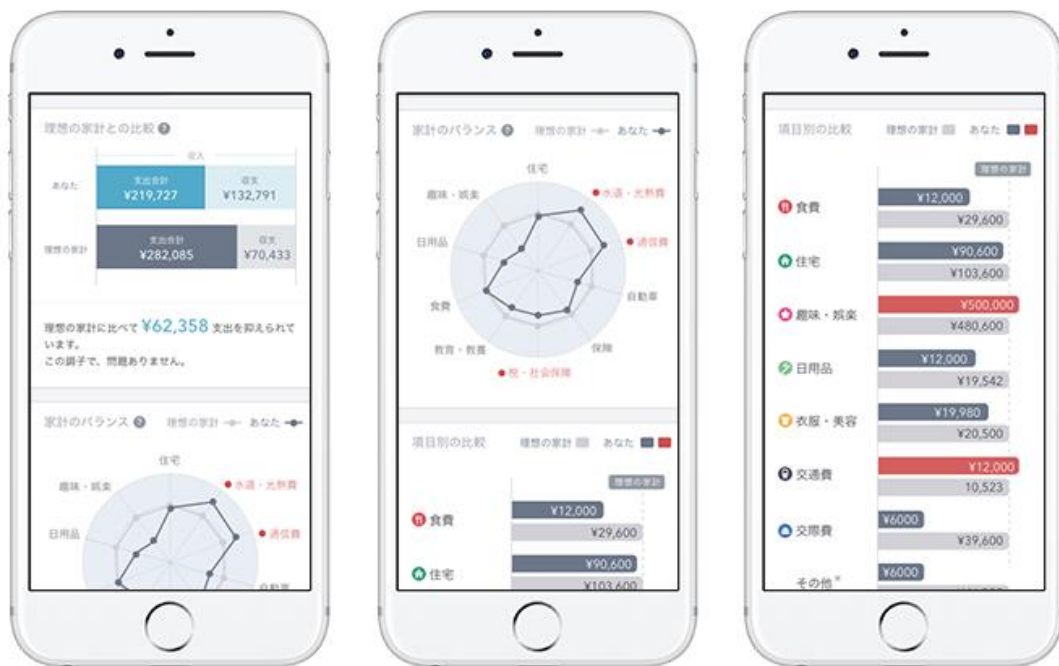 理想の家計との比較 ?
収入
あなた
支出合計
¥219,727
収支
¥132,791
理想の家計
支出合計
¥282,085
収支
¥70,433
理想の家計に比べて ¥62,358 支出を抑えられて
います。
この調子で、問題ありません。
家計のバランス ? 理想の家計 あなた
住宅
趣味・娯楽
水道・光熱費
日用品
通信費
自動車
家計のバランス ? 理想の家計 あなた
住宅
趣味・娯楽
水道・光熱費
日用品
通信費
食費
自動車
教育・教養
保険
税・社会保障
項目別の比較 理想の家計 あなた
理想の家計
食費
¥12,000
¥29,600
住宅
¥90,600
¥103,600
項目別の比較 理想の家計 あなた
理想の家計
食費
¥12,000
¥29,600
住宅
¥90,600
¥103,600
趣味・娯楽
¥500,000
¥480,600
日用品
¥12,000
¥19,542
衣服・美容
¥19,980
¥20,500
交通費
¥12,000
10,523
交際費
¥6000
¥39,600
その他※
¥6000